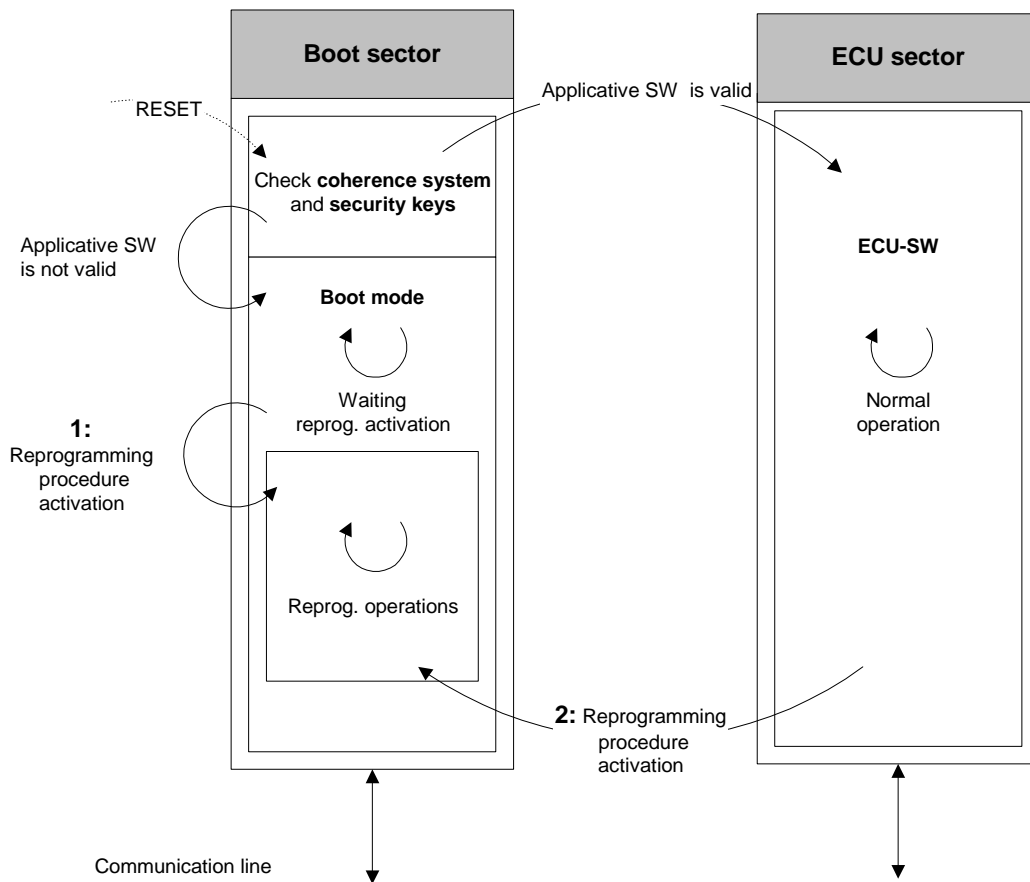 Boot sector
ECU sector
RESET
Applicative SW is valid
Check coherence system
and security keys
Applicative SW
is not valid
ECU-SW
Boot mode
Waiting
reprog. activation
Normal
operation
1:
Reprogramming
procedure
activation
Reprog. operations
2: Reprogramming
procedure
activation
Communication line